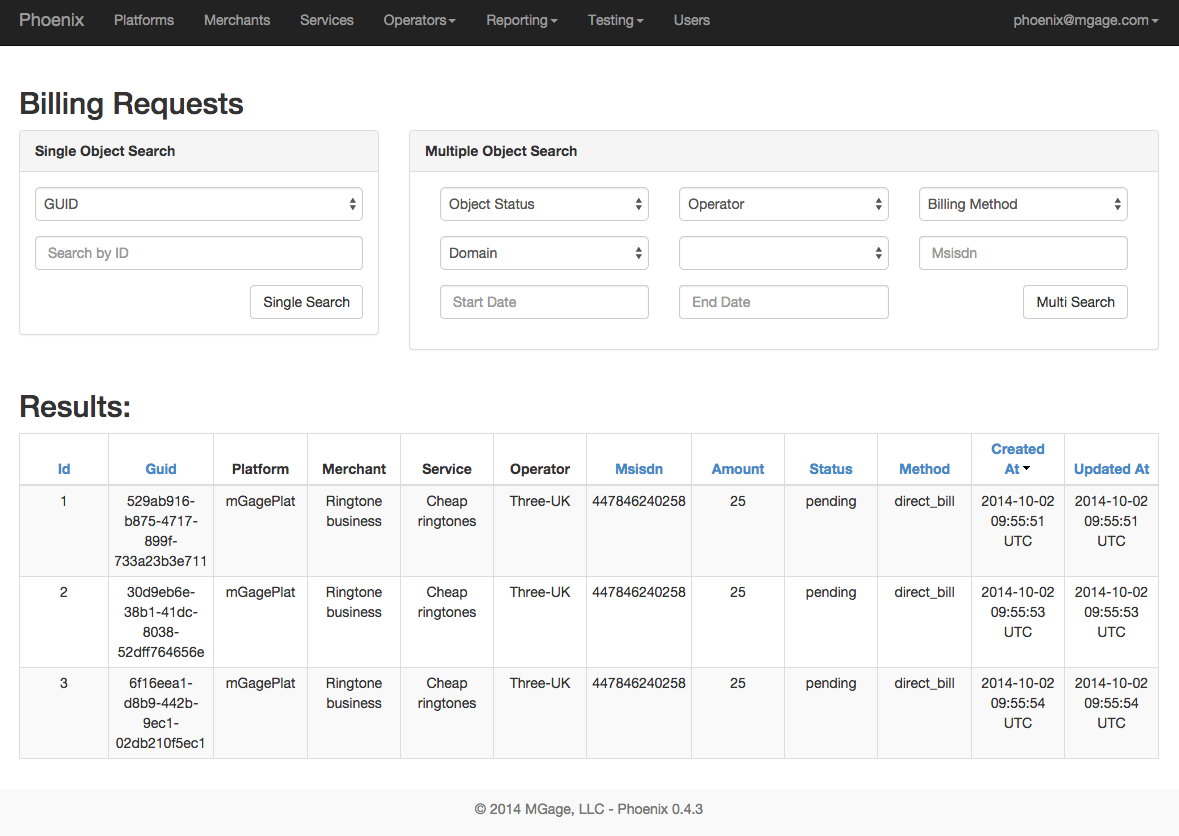 Phoenix Platforms Merchants Services Operators Reporting Testing Users phoenix@mgage.com
Billing Requests
Single Object Search
GUID
Search by ID
Single Search
Multiple Object Search
Object Status Operator Billing Method
Domain Msisdn
Start Date End Date Multi Search
Results:
Id Guid Platform Merchant Service Operator Msisdn Amount Status Method Created At Updated At
1 529ab916-b875-4717-899f-733a23b3e711 mGagePlat Ringtone business Cheap ringtones Three-UK 447846240258 25 pending direct_bill 2014-10-02 09:55:51 UTC 2014-10-02 09:55:51 UTC
2 30d9eb6e-38b1-41dc-8038-52dff764656e mGagePlat Ringtone business Cheap ringtones Three-UK 447846240258 25 pending direct_bill 2014-10-02 09:55:53 UTC 2014-10-02 09:55:53 UTC
3 6f16eea1-d8b9-442b-9ec1-02db210f5ec1 mGagePlat Ringtone business Cheap ringtones Three-UK 447846240258 25 pending direct_bill 2014-10-02 09:55:54 UTC 2014-10-02 09:55:54 UTC
© 2014 MGage, LLC - Phoenix 0.4.3